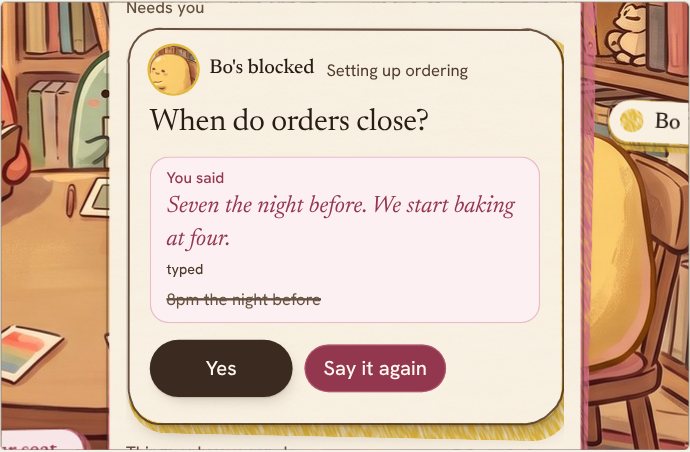 Needs you
Bo's blocked Setting up ordering
When do orders close?
Bo
You said
Seven the night before. We start baking
at four.
typed
8pm the night before
Yes
Say it again